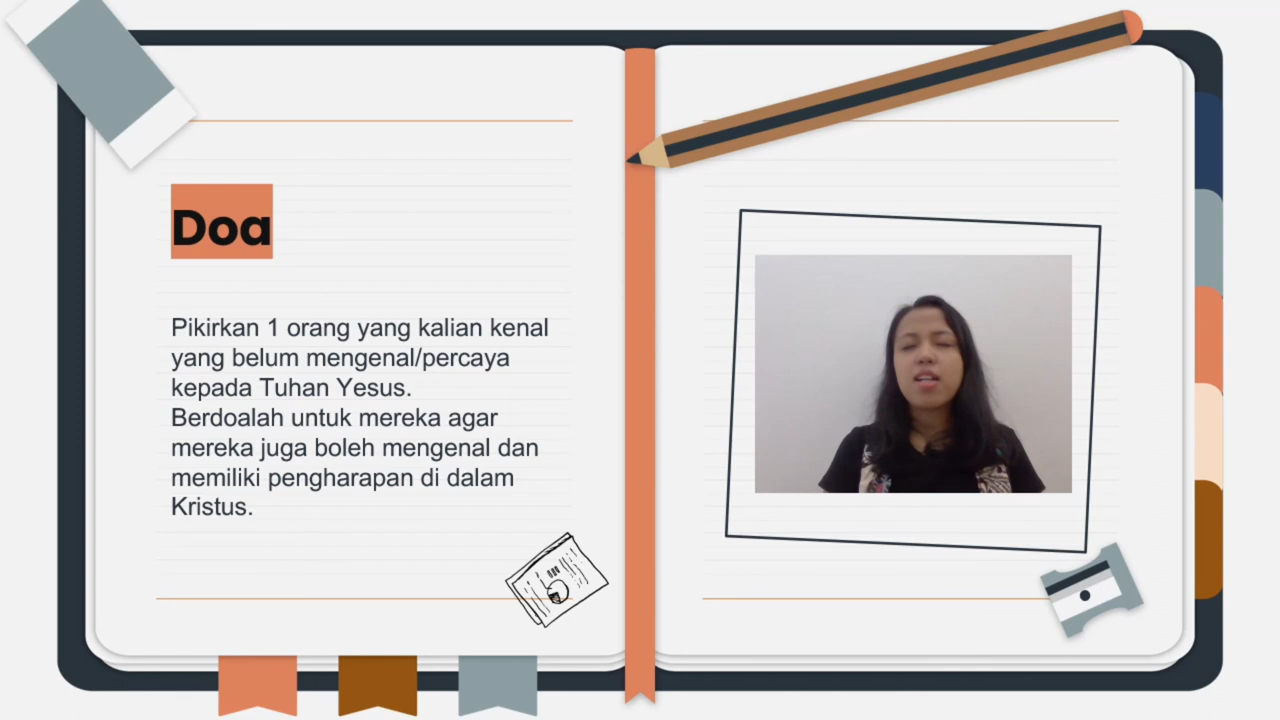 Doa
Pikirkan 1 orang yang kalian kenal
yang belum mengenal/percaya
kepada Tuhan Yesus.
Berdoalah untuk mereka agar
mereka juga boleh mengenal dan
memiliki pengharapan di dalam
Kristus.